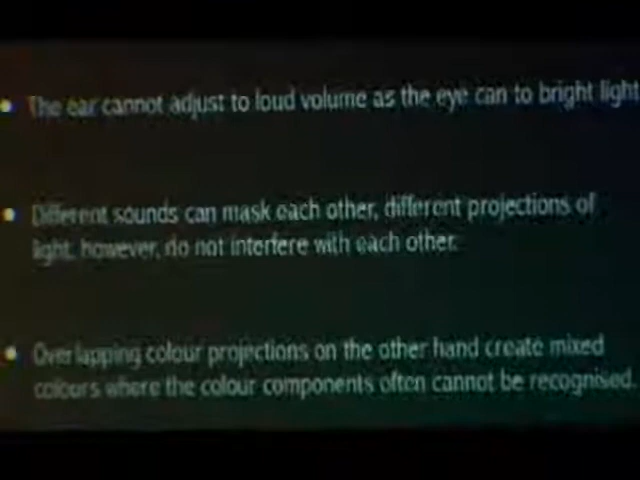 • The ear cannot adjust to loud volume as the eye can to bright light
• Different sounds can mask each other, different projections of
light, however, do not interfere with each other.
• Overlapping colour projections on the other hand create mixed
colours where the colour components often cannot be recognised.